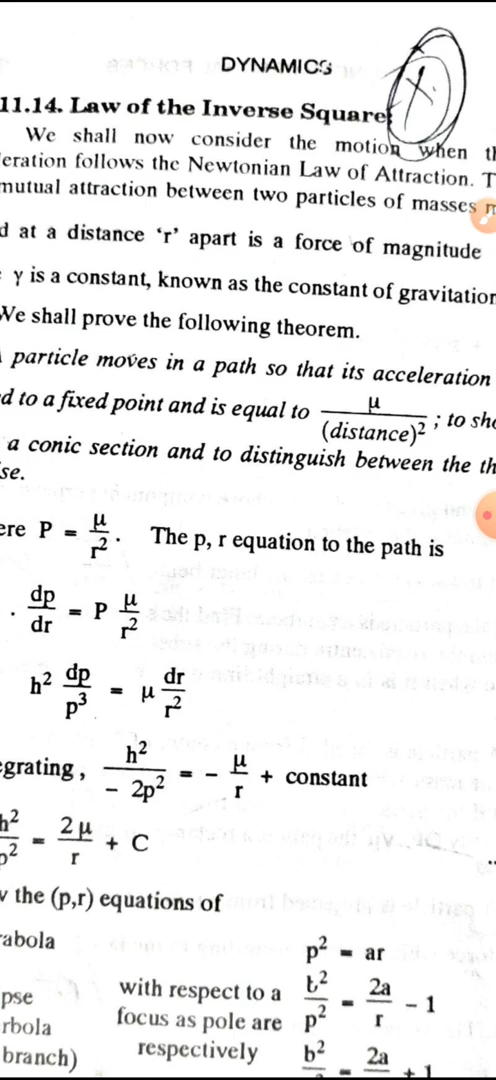 DYNAMICS
11.14. Law of the Inverse Square
We shall now consider the motion when th
eration follows the Newtonian Law of Attraction. T
mutual attraction between two particles of masses m
d at a distance ‘r’ apart is a force of magnitude
γ is a constant, known as the constant of gravitation
We shall prove the following theorem.
particle moves in a path so that its acceleration
d to a fixed point and is equal to μ / (distance)² ; to sho
a conic section and to distinguish between the th
se.
ere P = μ/r² . The p, r equation to the path is
. dp/dr = P μ/r²
h² dp/p³ = μ dr/r²
egrating, h² / - 2p² = - μ/r + constant
h²/p² = 2μ/r + C ..
the (p,r) equations of
rabola p² = ar
pse with respect to a b²/p² = 2a/r - 1
rbola focus as pole are
branch) respectively b² = 2a + 1